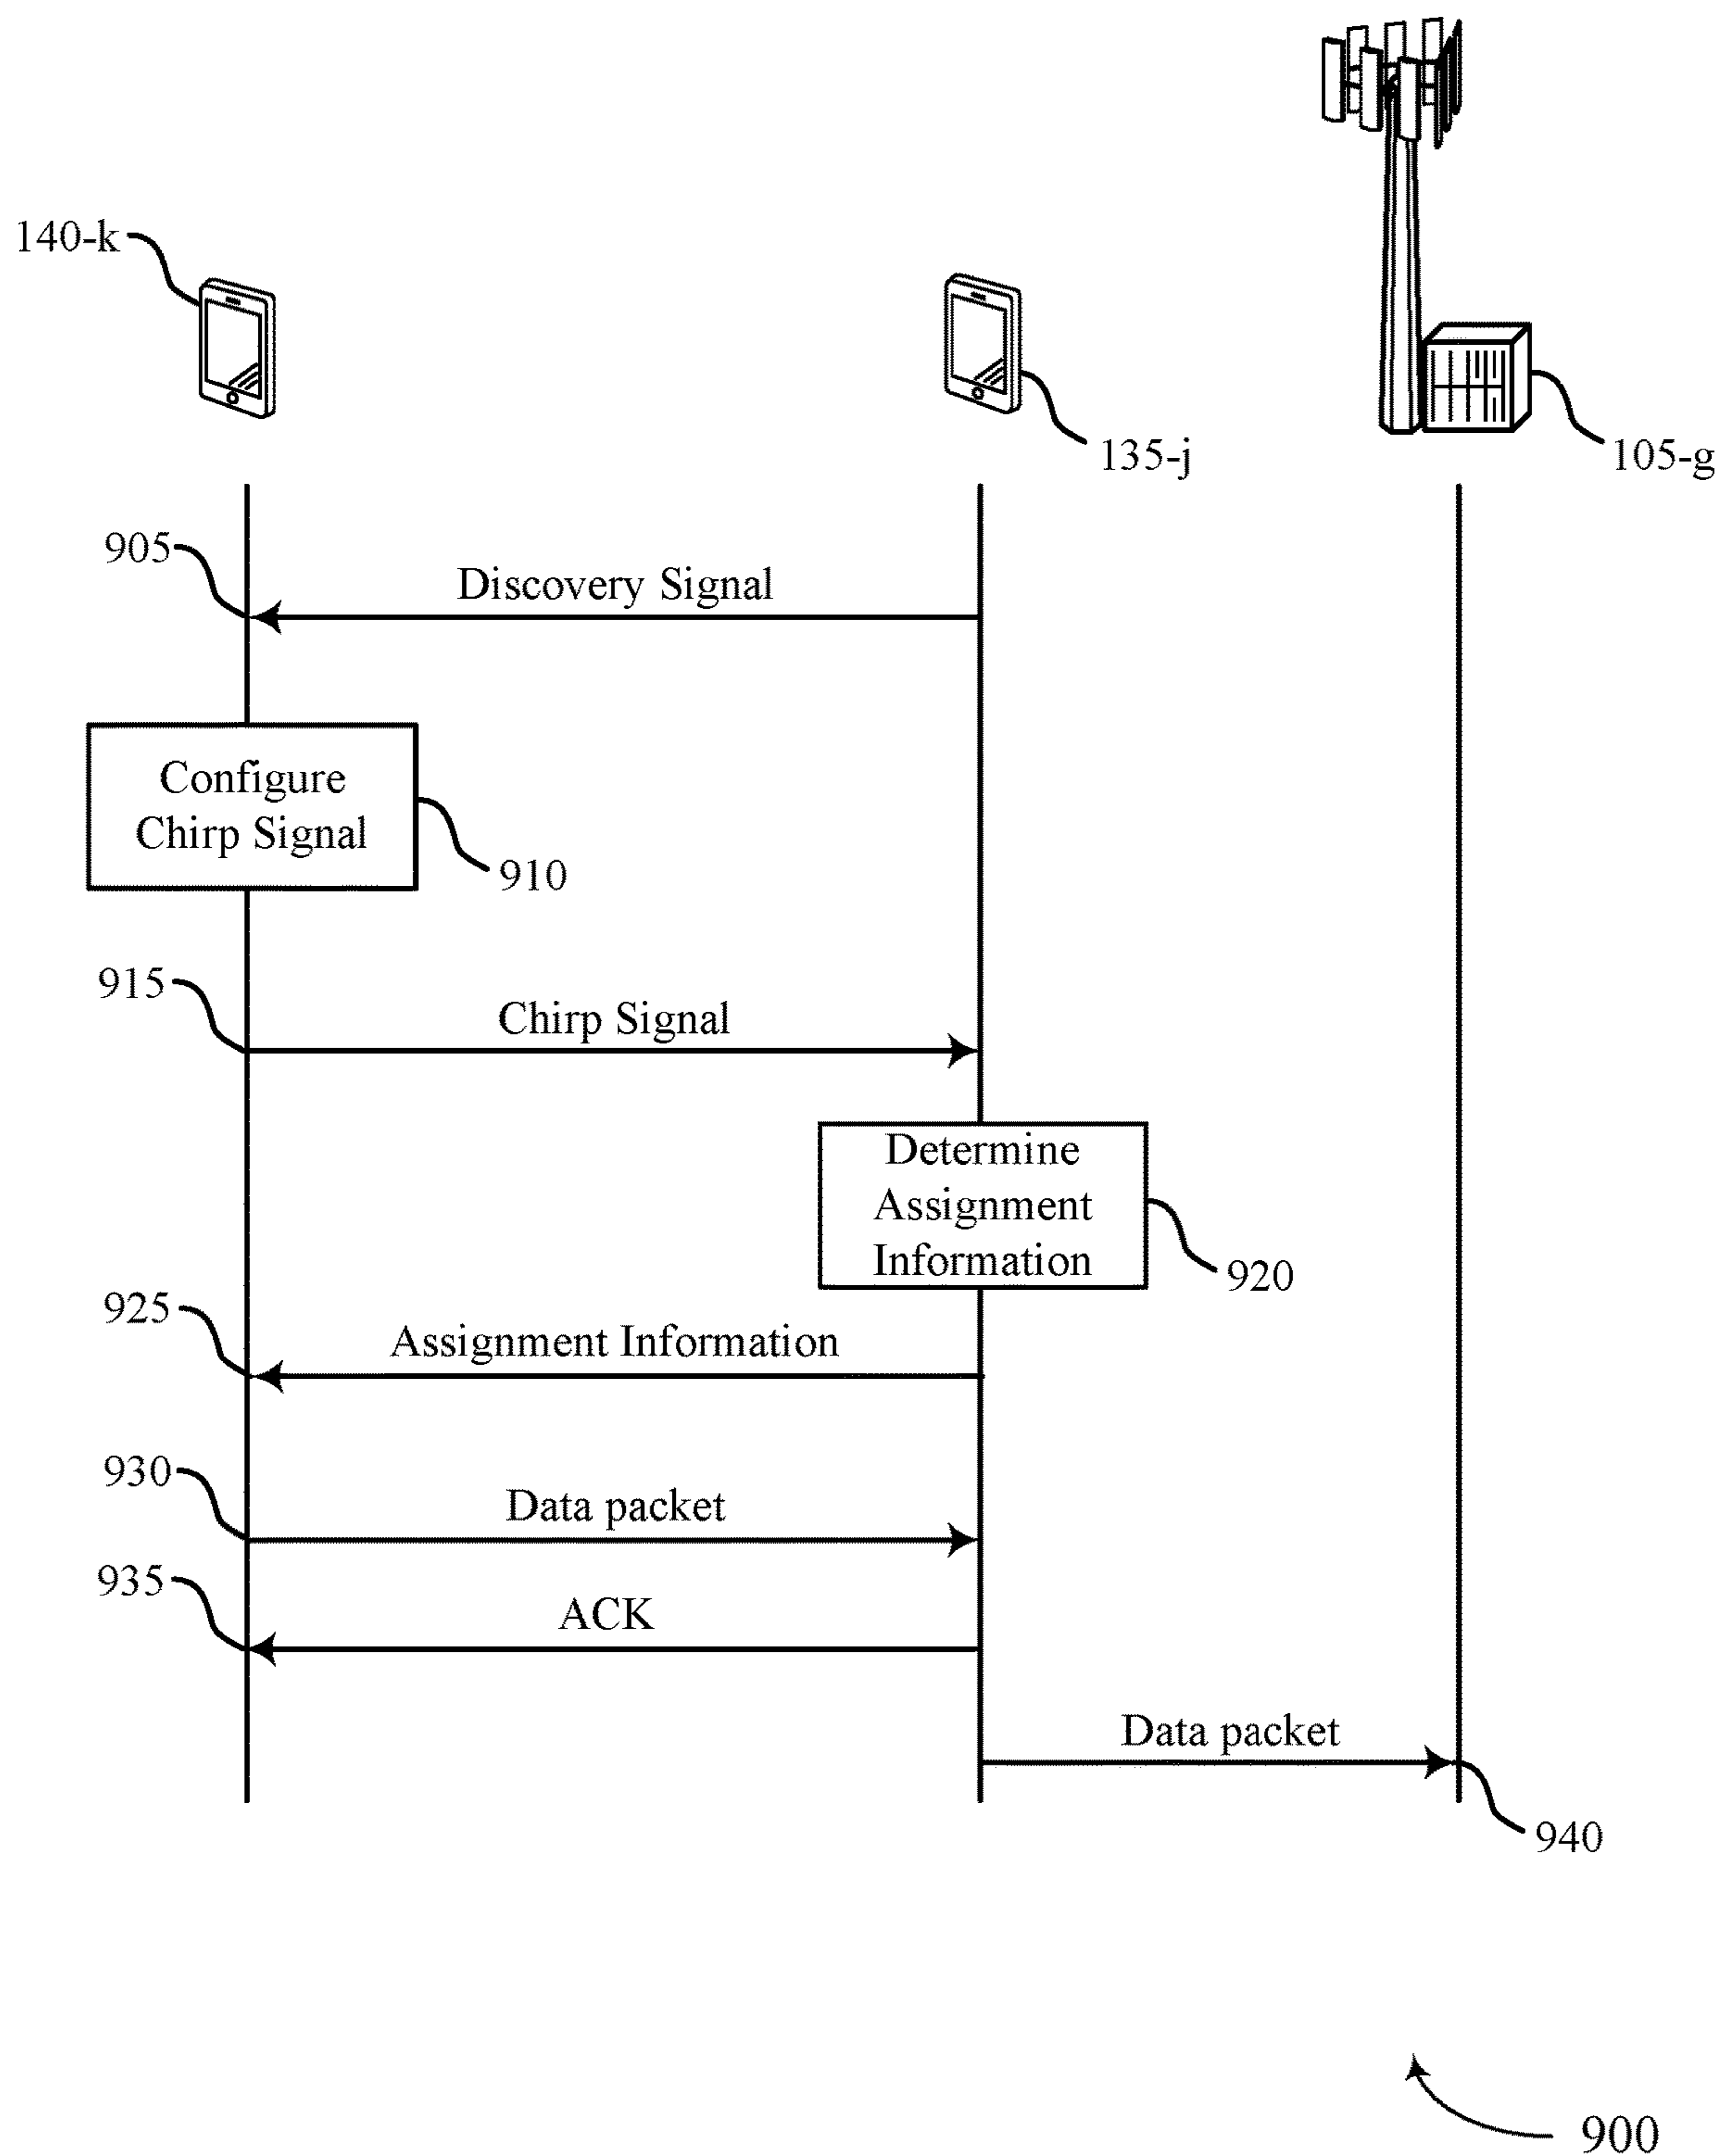 140-k
135-j
105-g
905
Discovery Signal
Configure
Chirp Signal
910
915
Chirp Signal
Determine
Assignment
Information
920
925
Assignment Information
930
Data packet
935
ACK
Data packet
940
900